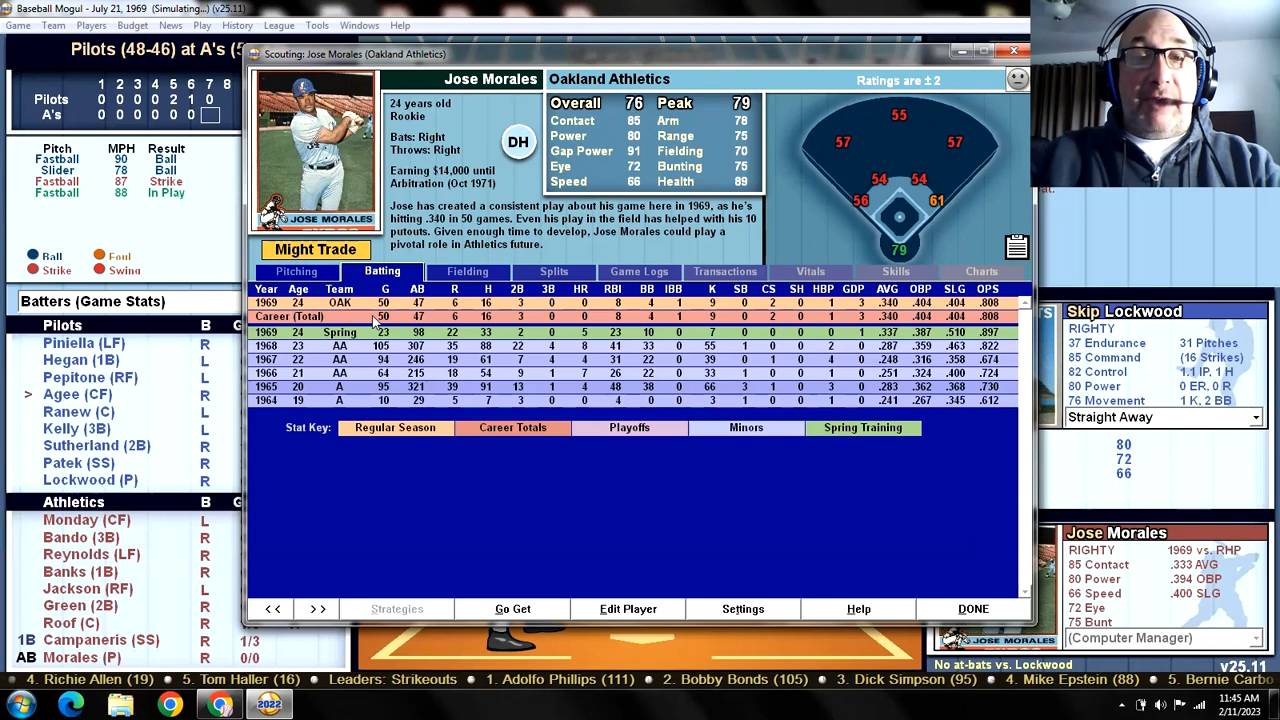 Baseball Mogul - July 21, 1969 (Simulating...) (v25.11)
Game Team Players Budget News Play History League Tools Windows Help
Pilots (48-46) at A's (5
1 2 3 4 5 6 7 8
Pilots 0 0 0 0 2 1 0
A's 0 0 0 0 0 0
Pitch MPH Result
Fastball 90 Ball
Slider 78 Ball
Fastball 87 Strike
Fastball 88 In Play
Ball Foul
Strike Swing
Batters (Game Stats)
Pilots B
Piniella (LF) R
Hegan (1B) L
Pepitone (RF) L
> Agee (CF) R
Ranew (C) L
Kelly (3B) R
Sutherland (2B) R
Patek (SS) R
Lockwood (P) R
Athletics B G
Monday (CF) L
Bando (3B) R
Reynolds (LF) R
Banks (1B) R
Jackson (RF) L
Green (2B) R
Roof (C) R
1B Campaneris (SS) R 1/3
AB Morales (P) R 0/0
Scouting: Jose Morales (Oakland Athletics)
JOSE MORALES
Might Trade
Jose Morales
24 years old
Rookie
Bats: Right
Throws: Right
Earning $14,000 until
Arbitration (Oct 1971)
DH
Oakland Athletics
Ratings are ± 2
Overall 76 Peak 79
Contact 85 Arm 78
Power 80 Range 75
Gap Power 91 Fielding 70
Eye 72 Bunting 75
Speed 66 Health 89
Jose has created a consistent play about his game here in 1969, as he's
hitting .340 in 50 games. Even his play in the field has helped with his 10
putouts. Given enough time to develop, Jose Morales could play a
pivotal role in Athletics future.
55
57 57
54 54
56 61
79
Pitching Batting Fielding Splits Game Logs Transactions Vitals Skills Charts
Year Age Team G AB R H 2B 3B HR RBI BB IBB K SB CS SH HBP GDP AVG OBP SLG OPS
1969 24 OAK 50 47 6 16 3 0 0 8 4 1 9 0 2 0 1 3 .340 .404 .404 .808
Career (Total) 50 47 6 16 3 0 0 8 4 1 9 0 2 0 1 3 .340 .404 .404 .808
1969 24 Spring 23 98 22 33 2 0 5 23 10 0 7 0 0 0 0 1 .337 .387 .510 .897
1968 23 AA 105 307 35 88 22 4 8 41 33 0 55 1 0 0 2 0 .287 .359 .463 .822
1967 22 AA 94 246 19 61 7 4 4 31 22 0 39 0 1 0 4 0 .248 .316 .358 .674
1966 21 AA 64 215 18 54 9 1 7 26 22 0 33 0 1 0 1 0 .251 .324 .400 .724
1965 20 A 95 321 39 91 13 1 4 48 38 0 66 3 1 0 3 0 .283 .362 .368 .730
1964 19 A 10 29 5 7 3 0 0 4 0 0 3 1 0 0 1 0 .241 .267 .345 .612
Stat Key: Regular Season Career Totals Playoffs Minors Spring Training
<< >> Strategies Go Get Edit Player Settings Help DONE
Skip Lockwood
RIGHTY
37 Endurance 31 Pitches
85 Command (16 Strikes)
82 Control 1.1 IP, 1 H
80 Power 0 ER, 0 R
76 Movement 1 K, 2 BB
Straight Away
80
72
66
JOSE MORALES
Jose Morales
RIGHTY 1969 vs. RHP
85 Contact .333 AVG
80 Power .394 OBP
66 Speed .400 SLG
72 Eye
75 Bunt
(Computer Manager)
No at-bats vs. Lockwood
v25.11
4. Richie Allen (19) 5. Tom Haller (16) Leaders: Strikeouts 1. Adolfo Phillips (111) 2. Bobby Bonds (105) 3. Dick Simpson (95) 4. Mike Epstein (88) 5. Bernie Carbo
2022
11:45 AM
2/11/2023